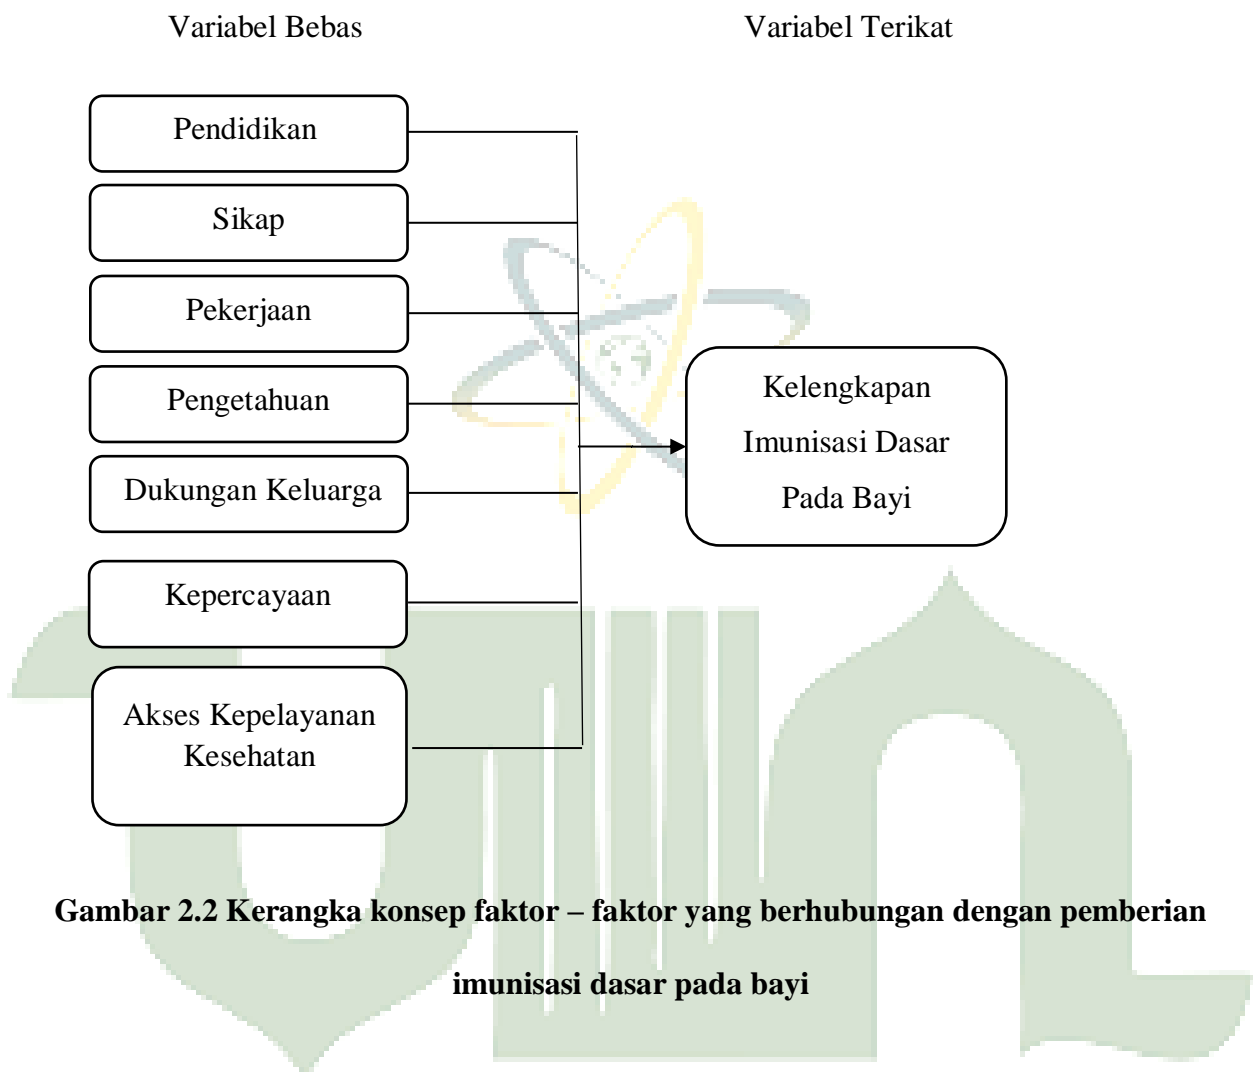 Variabel Bebas
Variabel Terikat
Pendidikan
Sikap
Pekerjaan
Pengetahuan
Dukungan Keluarga
Kepercayaan
Akses Kepelayanan
Kesehatan
Kelengkapan
Imunisasi Dasar
Pada Bayi
Gambar 2.2 Kerangka konsep faktor – faktor yang berhubungan dengan pemberian
imunisasi dasar pada bayi